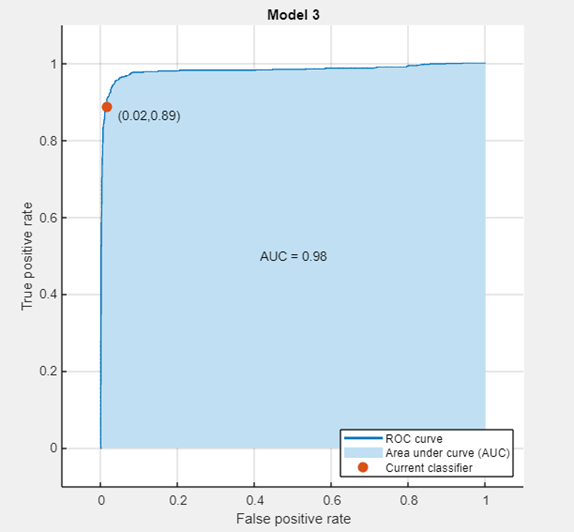 Model 3
1
0.8
0.6
0.4
0.2
0
True positive rate
(0.02,0.89)
AUC = 0.98
ROC curve
Area under curve (AUC)
Current classifier
0
0.2
0.4
0.6
0.8
1
False positive rate